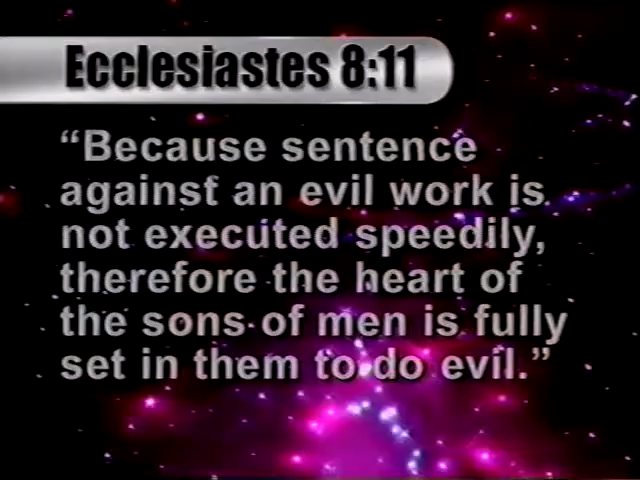 Ecclesiastes 8:11
“Because sentence
against an evil work is
not executed speedily,
therefore the heart of
the sons of men is fully
set in them to do evil.”